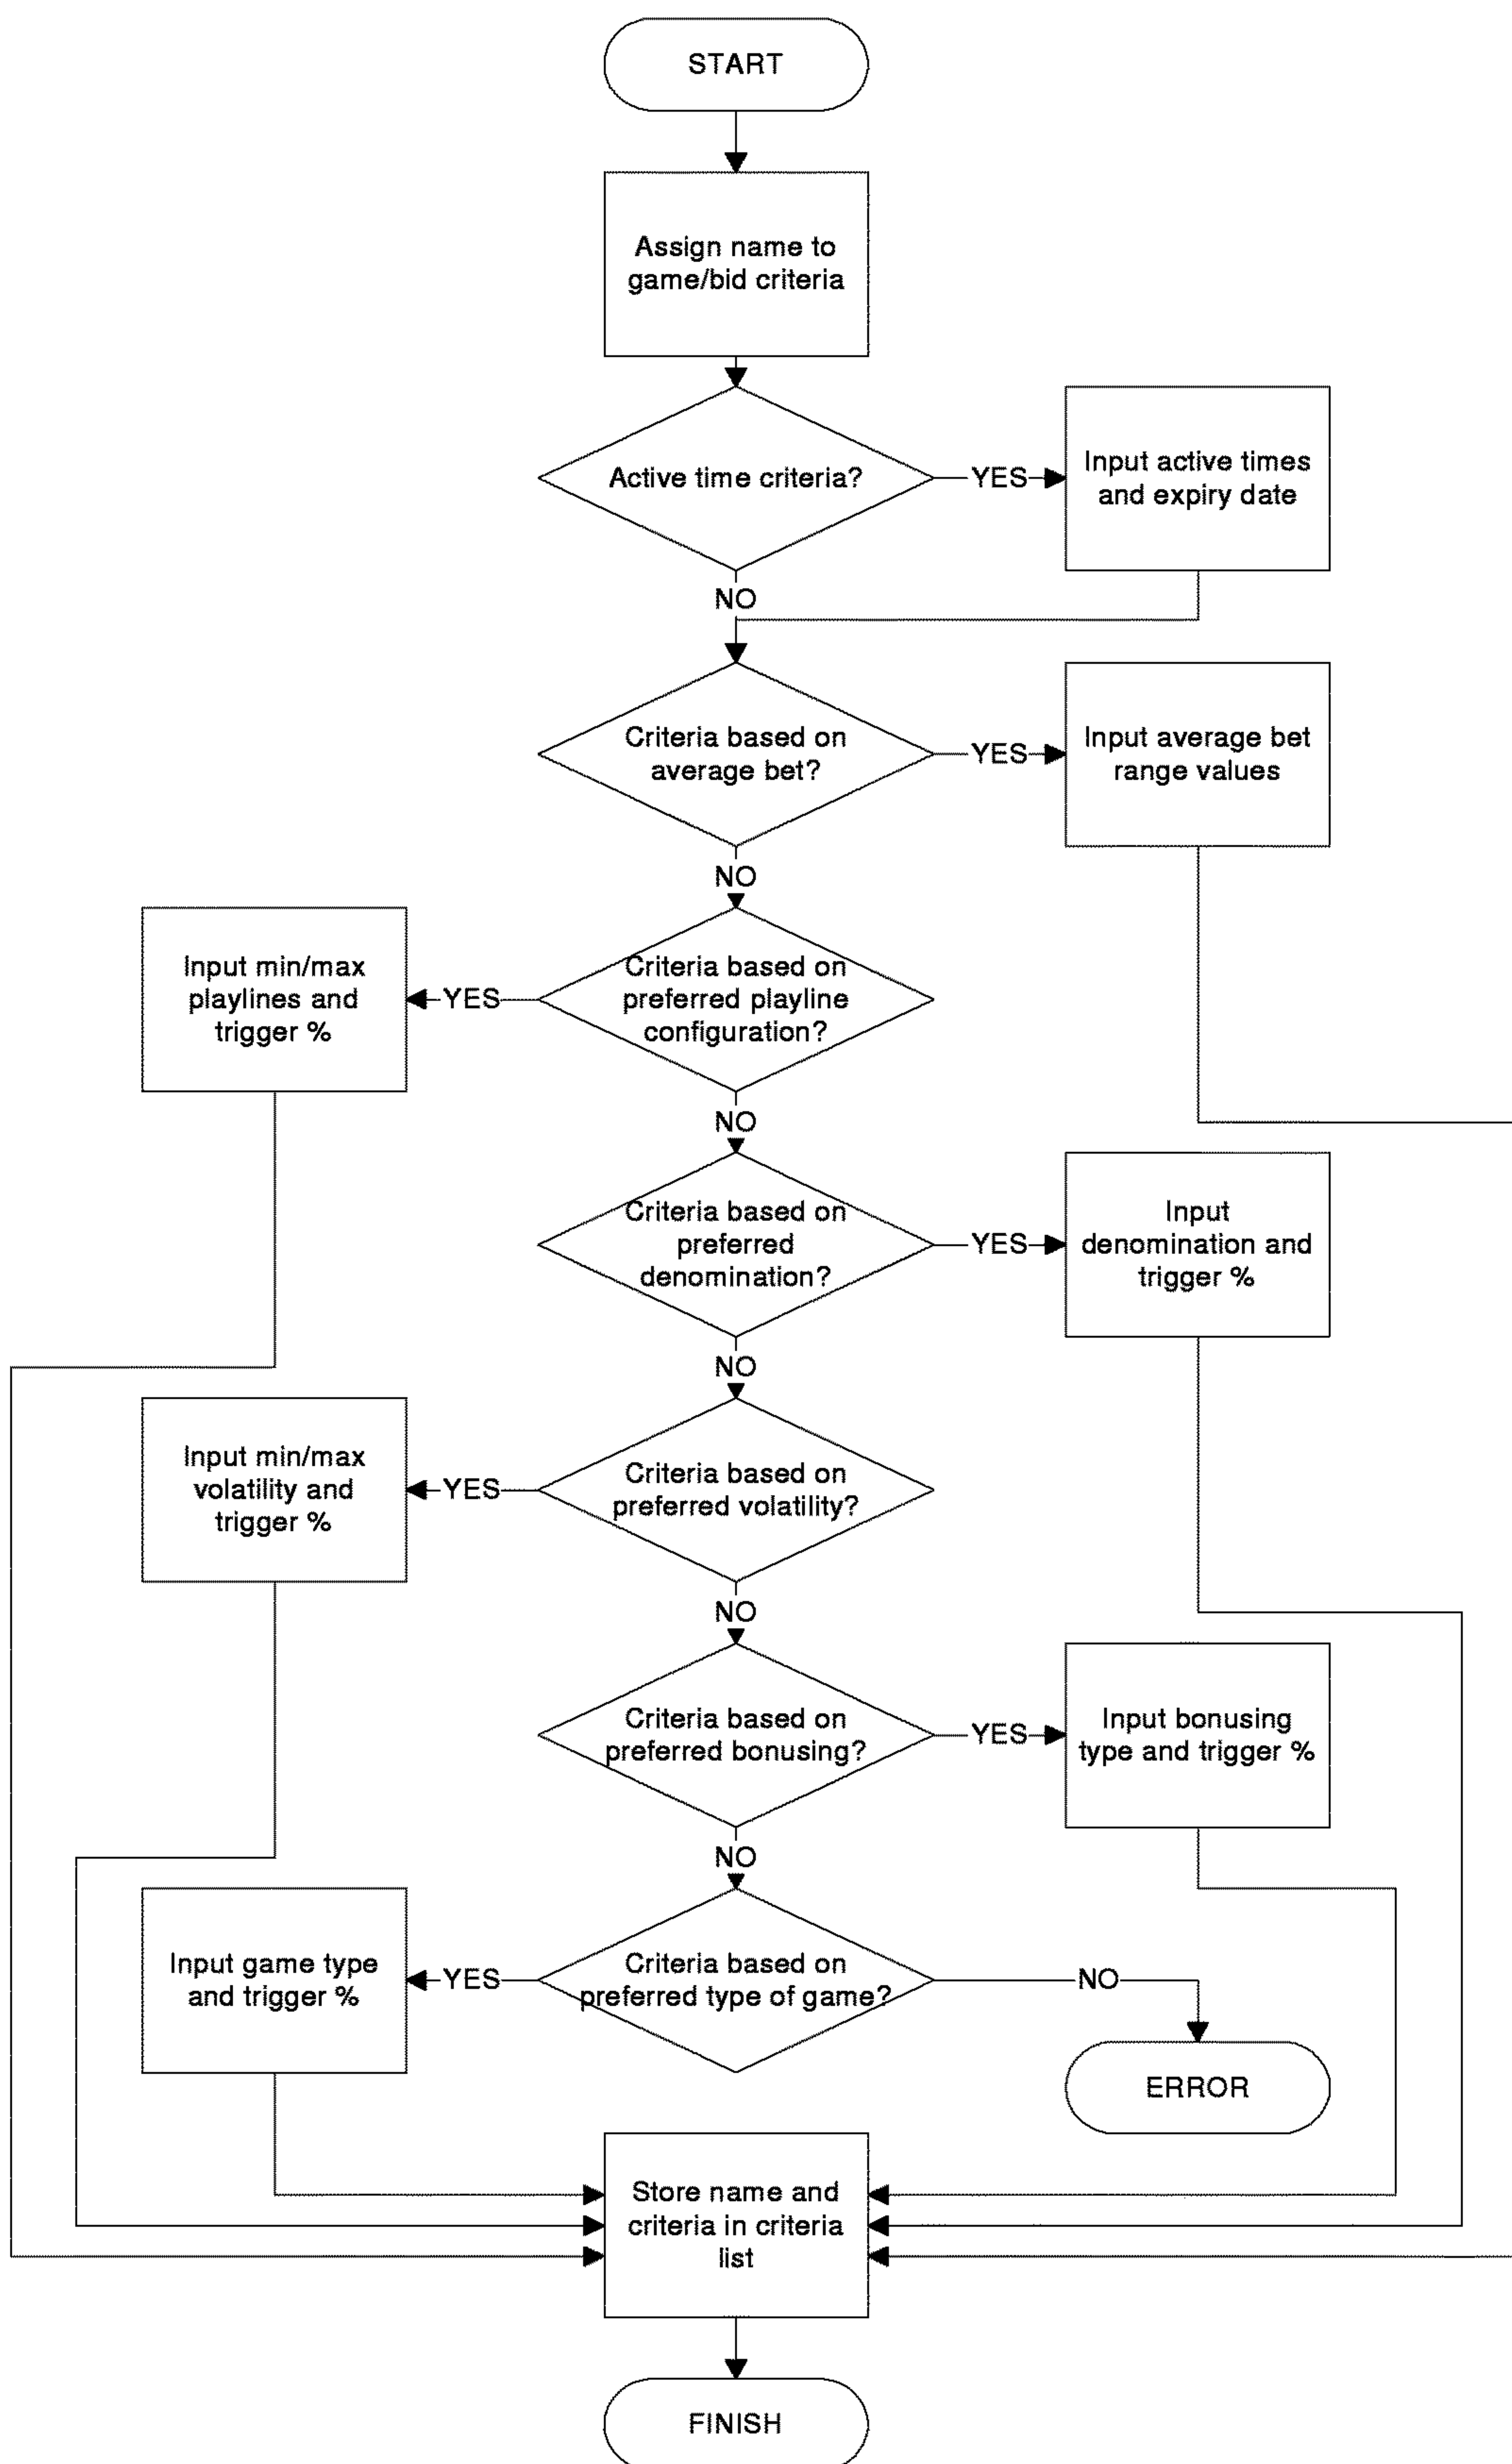 START
Assign name to
game/bid criteria
Active time criteria?
YES
Input active times
and expiry date
NO
Criteria based on
average bet?
YES
Input average bet
range values
NO
Input min/max
playlines and
trigger %
YES
Criteria based on
preferred playline
configuration?
NO
Criteria based on
preferred
denomination?
YES
Input
denomination and
trigger %
NO
Input min/max
volatility and
trigger %
YES
Criteria based on
preferred volatility?
NO
Criteria based on
preferred bonusing?
YES
Input bonusing
type and trigger %
NO
Input game type
and trigger %
YES
Criteria based on
preferred type of game?
NO
ERROR
Store name and
criteria in criteria
list
FINISH